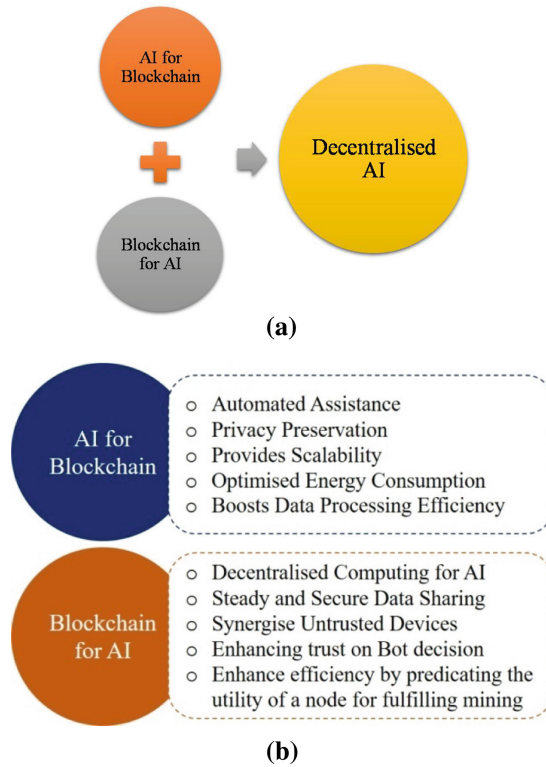 AI for
Blockchain
Decentralised
AI
Blockchain
for AI
(a)
AI for
Blockchain
o Automated Assistance
o Privacy Preservation
o Provides Scalability
o Optimised Energy Consumption
o Boosts Data Processing Efficiency
Blockchain
for AI
o Decentralised Computing for AI
o Steady and Secure Data Sharing
o Synergise Untrusted Devices
o Enhancing trust on Bot decision
o Enhance efficiency by predicating the
utility of a node for fulfilling mining
(b)